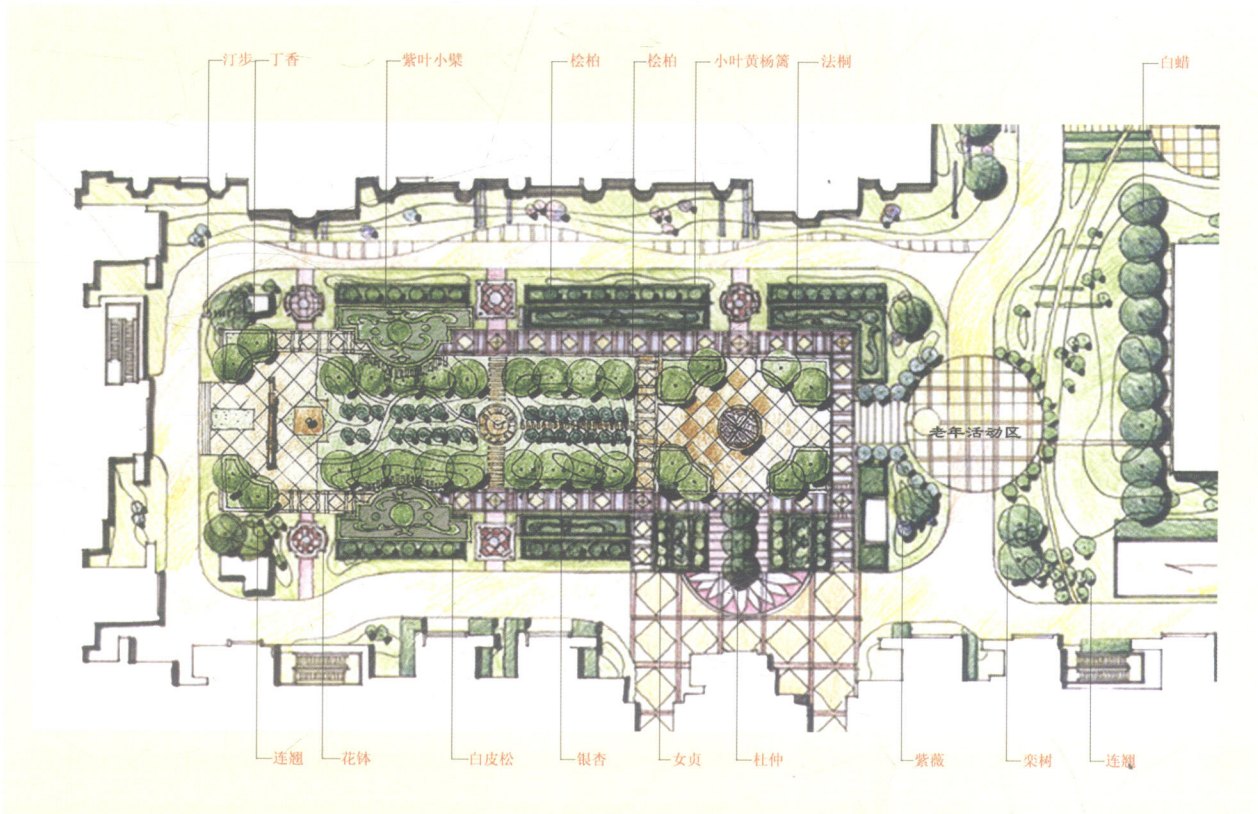 汀步 丁香 紫叶小檗 桧柏 桧柏 小叶黄杨篱 法桐 白蜡
老年活动区
连翘 花钵 白皮松 银杏 女贞 杜仲 紫薇 栾树 连翘